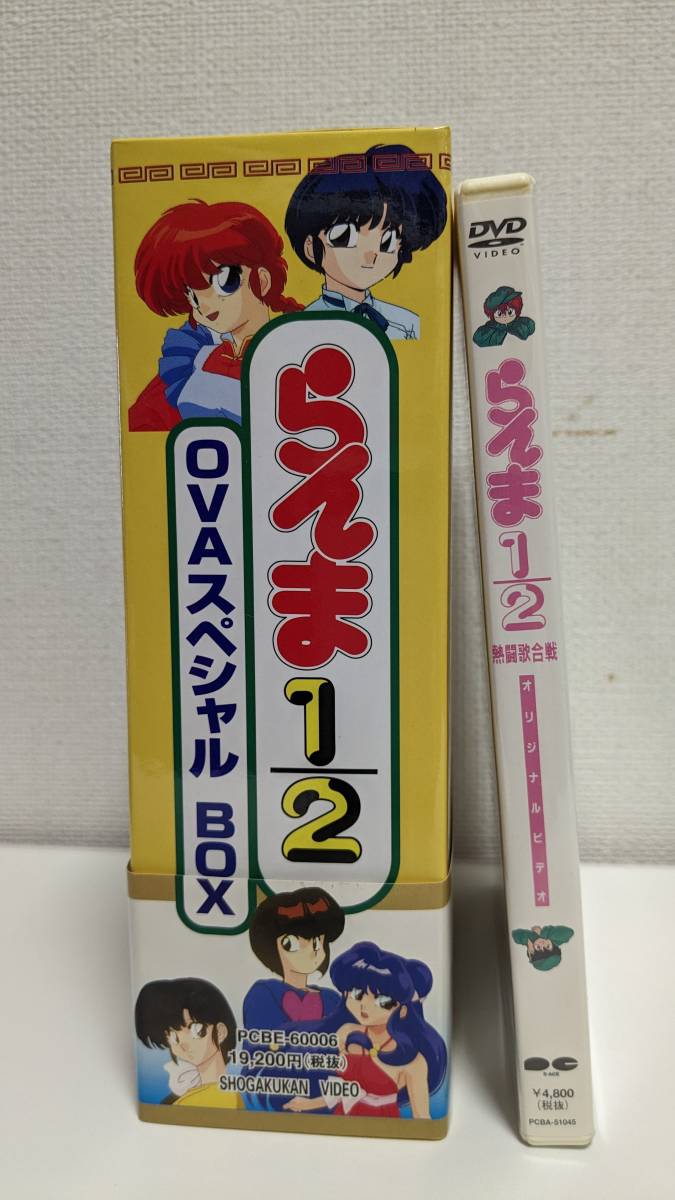 らんま
1/2
OVAスペシャル BOX
PCBE-60006
19,200円(税抜)
SHOGAKUKAN VIDEO
DVD
VIDEO
らんま
1/2
熱闘歌合戦
オリジナルビデオ
¥4,800
(税抜)
PCBA-51045